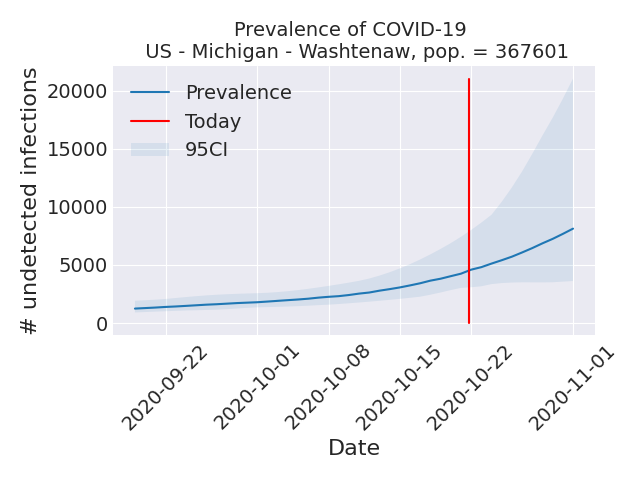 Prevalence of COVID-19
US - Michigan - Washtenaw, pop. = 367601
# undetected infections
20000
15000
10000
5000
0
Prevalence
Today
95CI
2020-09-22
2020-10-01
2020-10-08
2020-10-15
2020-10-22
2020-11-01
Date